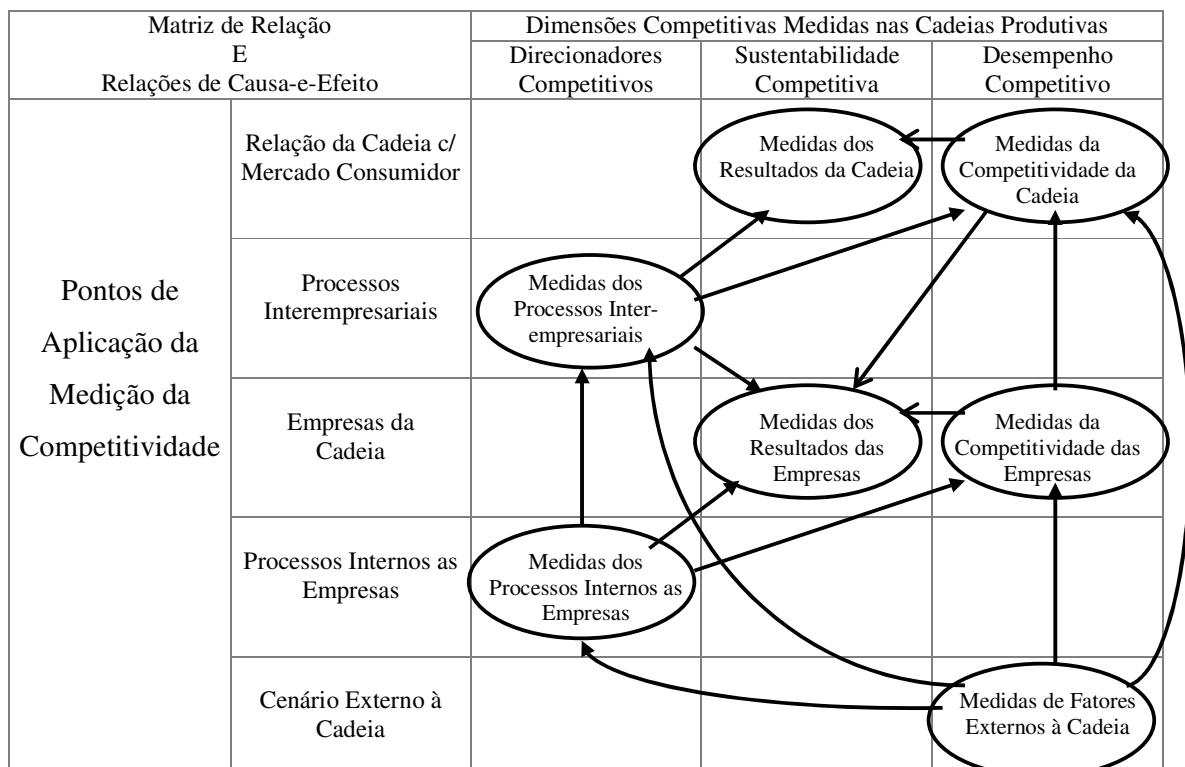 Matriz de Relação
E
Relações de Causa-e-Efeito
Dimensões Competitivas Medidas nas Cadeias Produtivas
Direcionadores
Competitivos
Sustentabilidade
Competitiva
Desempenho
Competitivo
Pontos de
Aplicação da
Medição da
Competitividade
Relação da Cadeia c/
Mercado Consumidor
Medidas dos
Resultados da Cadeia
Medidas da
Competitividade da
Cadeia
Processos
Interempresariais
Medidas dos
Processos Inter-
empresariais
Empresas da
Cadeia
Medidas dos
Resultados das
Empresas
Medidas da
Competitividade das
Empresas
Processos Internos as
Empresas
Medidas dos
Processos Internos as
Empresas
Cenário Externo à
Cadeia
Medidas de Fatores
Externos à Cadeia